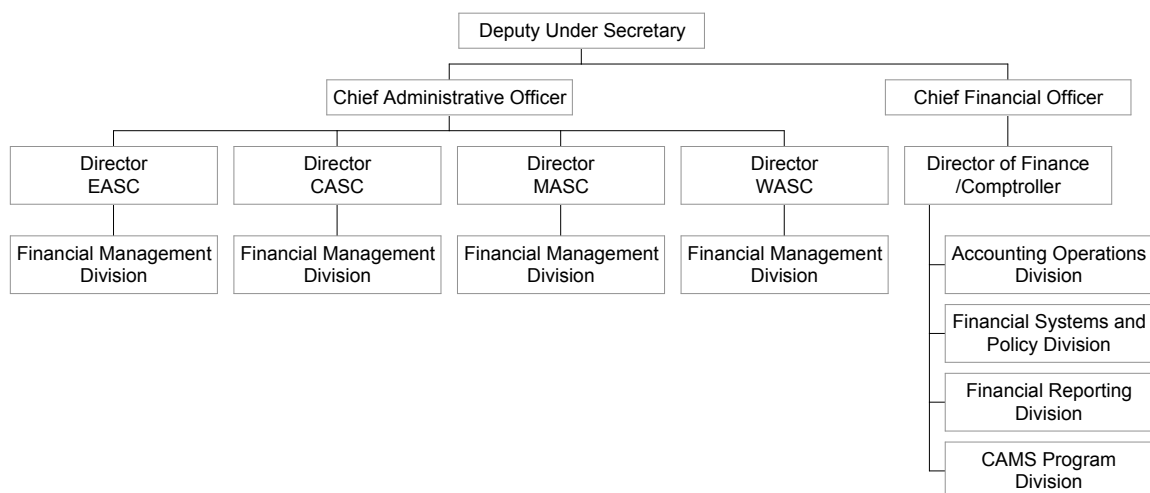 Deputy Under Secretary
Chief Administrative Officer
Chief Financial Officer
Director
EASC
Director
CASC
Director
MASC
Director
WASC
Director of Finance
/Comptroller
Financial Management
Division
Financial Management
Division
Financial Management
Division
Financial Management
Division
Accounting Operations
Division
Financial Systems and
Policy Division
Financial Reporting
Division
CAMS Program
Division